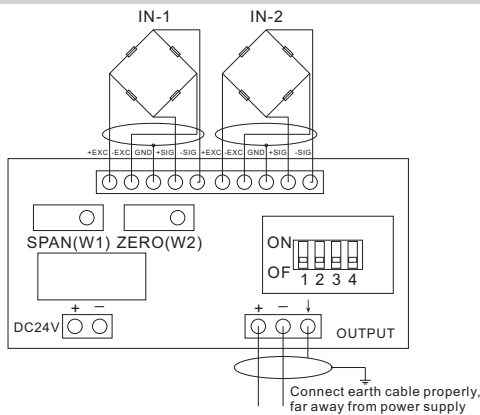 IN-1 IN-2
+EXC -EXC GND +SIG -SIG +EXC -EXC GND +SIG -SIG
SPAN(W1) ZERO(W2)
ON
OF
1 2 3 4
+ − + − ↓
DC24V OUTPUT
Connect earth cable properly,
far away from power supply